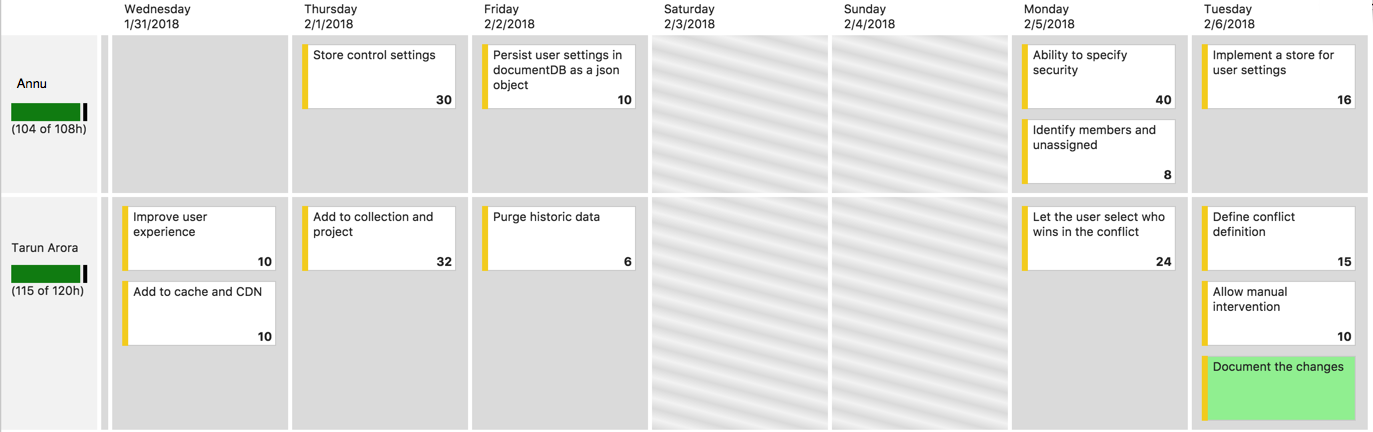 Wednesday
1/31/2018
Thursday
2/1/2018
Friday
2/2/2018
Saturday
2/3/2018
Sunday
2/4/2018
Monday
2/5/2018
Tuesday
2/6/2018
Annu
(104 of 108h)
Store control settings
30
Persist user settings in
documentDB as a json
object
10
Ability to specify
security
40
Identify members and
unassigned
8
Implement a store for
user settings
16
Tarun Arora
(115 of 120h)
Improve user
experience
10
Add to cache and CDN
10
Add to collection and
project
32
Purge historic data
6
Let the user select who
wins in the conflict
24
Define conflict
definition
15
Allow manual
intervention
10
Document the changes